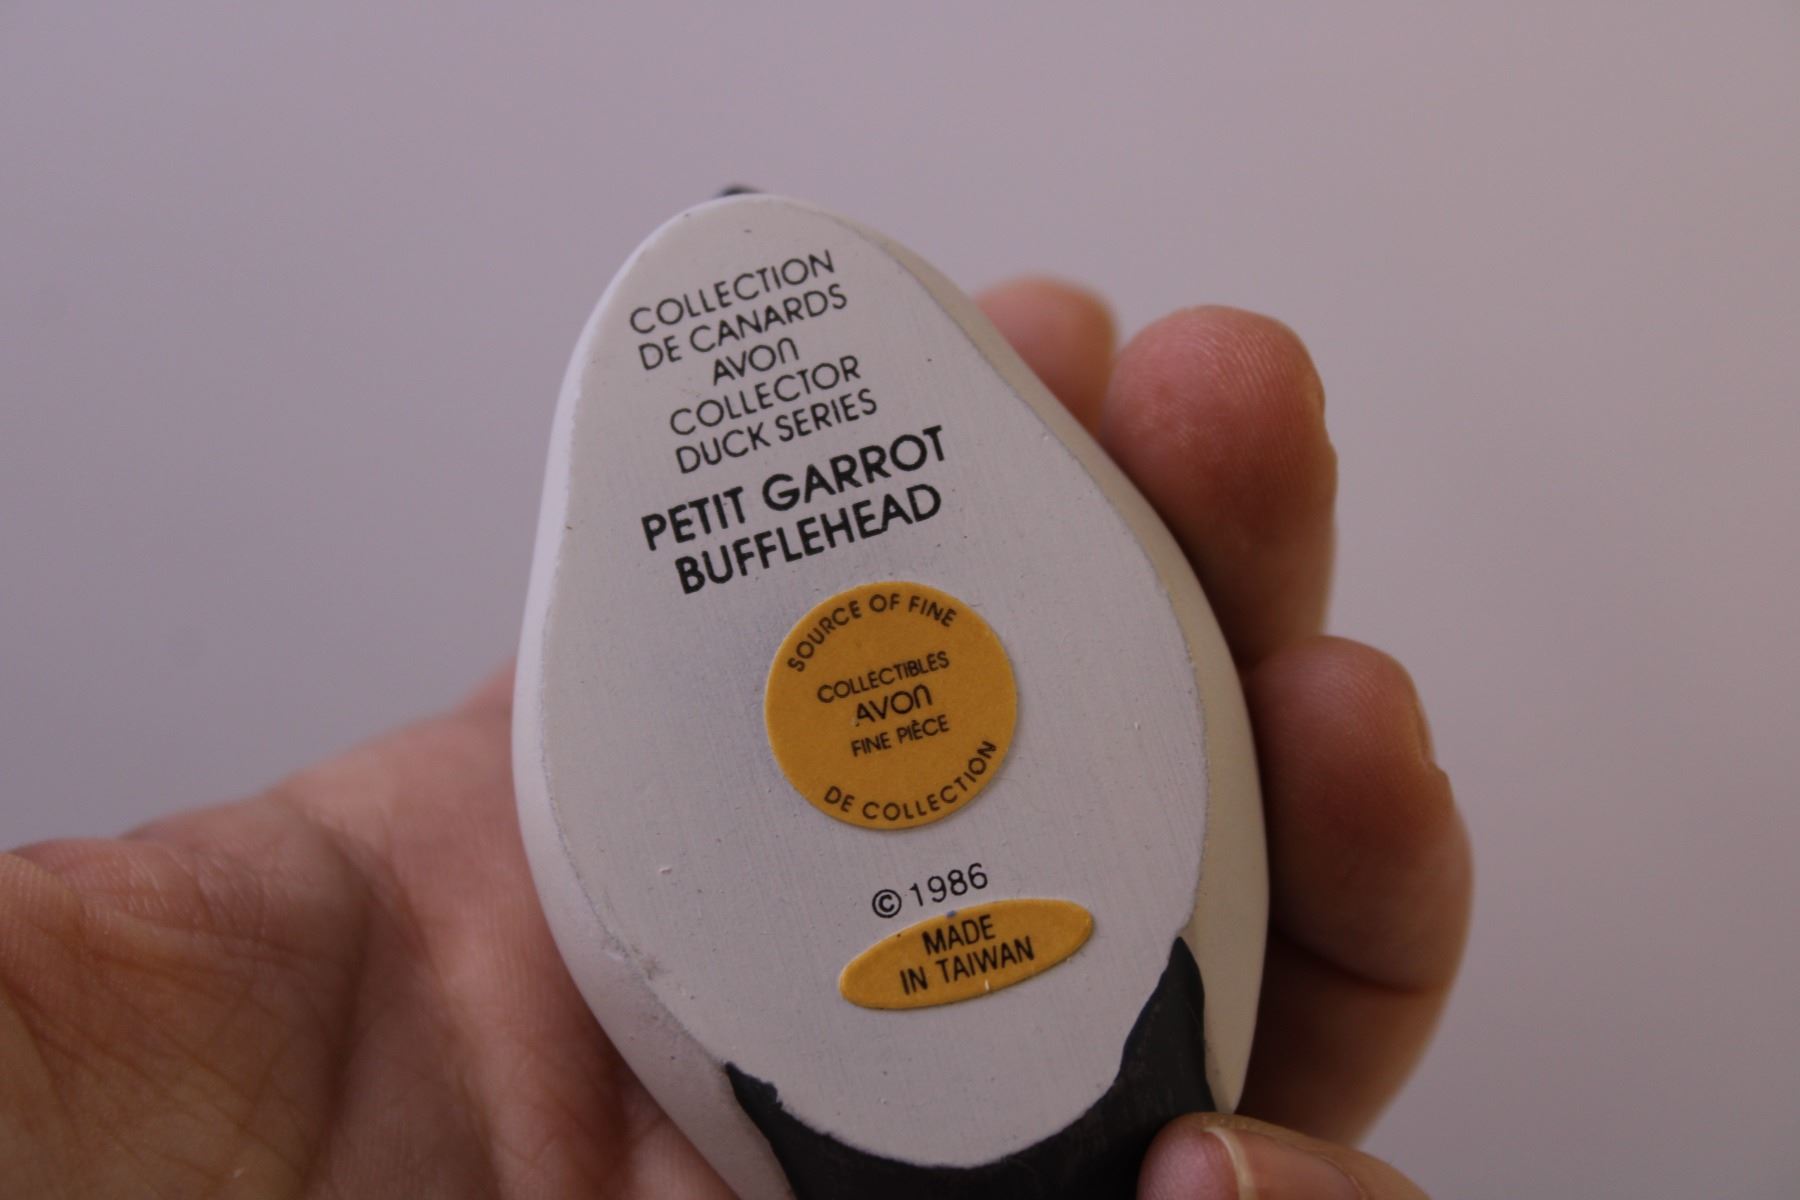 COLLECTION
DE CANARDS
AVON
COLLECTOR
DUCK SERIES
PETIT GARROT
BUFFLEHEAD
SOURCE OF FINE
COLLECTIBLES
AVON
FINE PIÈCE
DE COLLECTION
© 1986
MADE
IN TAIWAN